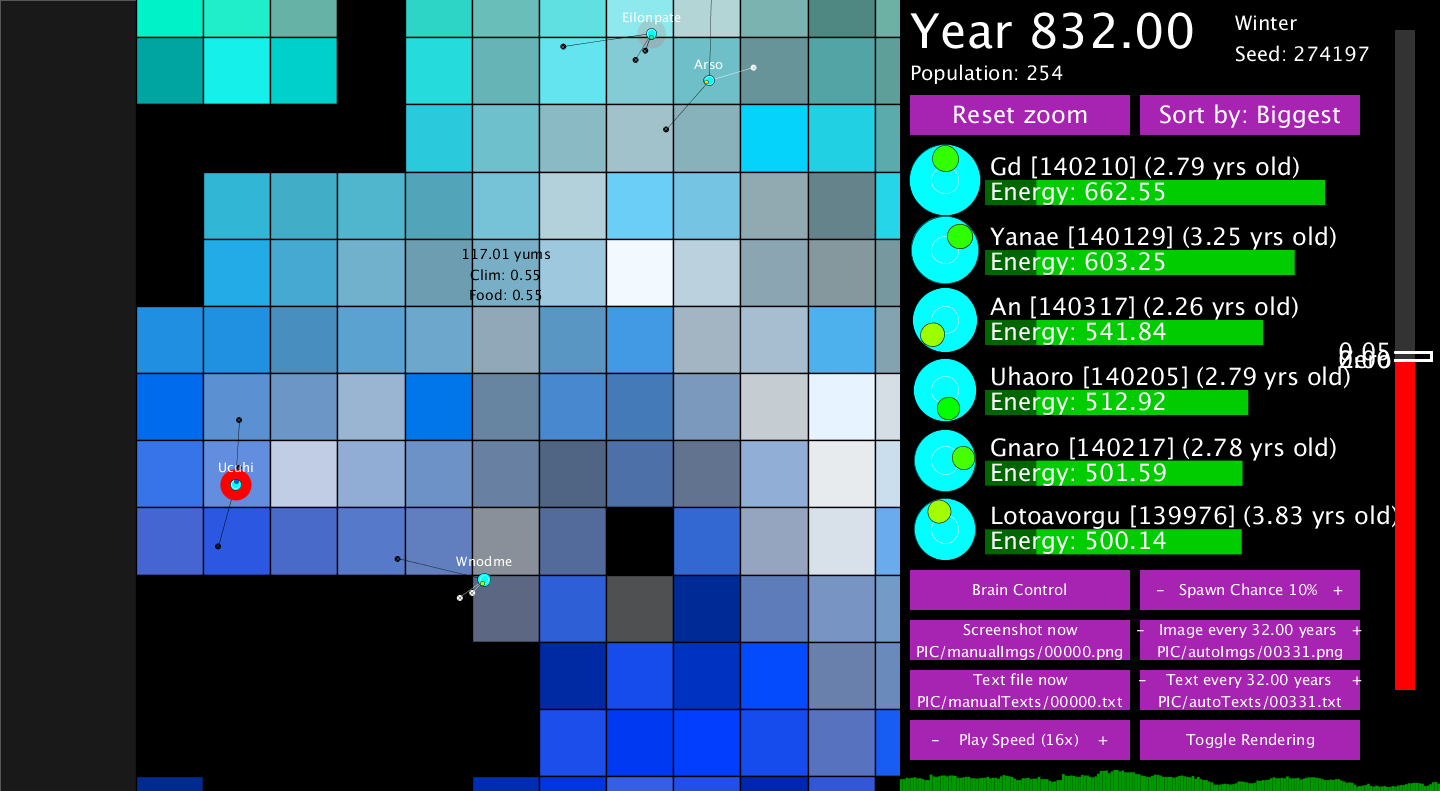 Eilonpate
Arso
117.01 yums
Clim: 0.55
Food: 0.55
Ucuhi
Wnodme
Year 832.00
Winter
Seed: 274197
Population: 254
Reset zoom
Sort by: Biggest
Gd [140210] (2.79 yrs old)
Energy: 662.55
Yanae [140129] (3.25 yrs old)
Energy: 603.25
An [140317] (2.26 yrs old)
Energy: 541.84
Uhaoro [140205] (2.79 yrs old)
Energy: 512.92
Gnaro [140217] (2.78 yrs old)
Energy: 501.59
Lotoavorgu [139976] (3.83 yrs old)
Energy: 500.14
0.05
zero
Brain Control
- Spawn Chance 10% +
Screenshot now
PIC/manualImgs/00000.png
- Image every 32.00 years +
PIC/autoImgs/00331.png
Text file now
PIC/manualTexts/00000.txt
- Text every 32.00 years +
PIC/autoTexts/00331.txt
- Play Speed (16x) +
Toggle Rendering